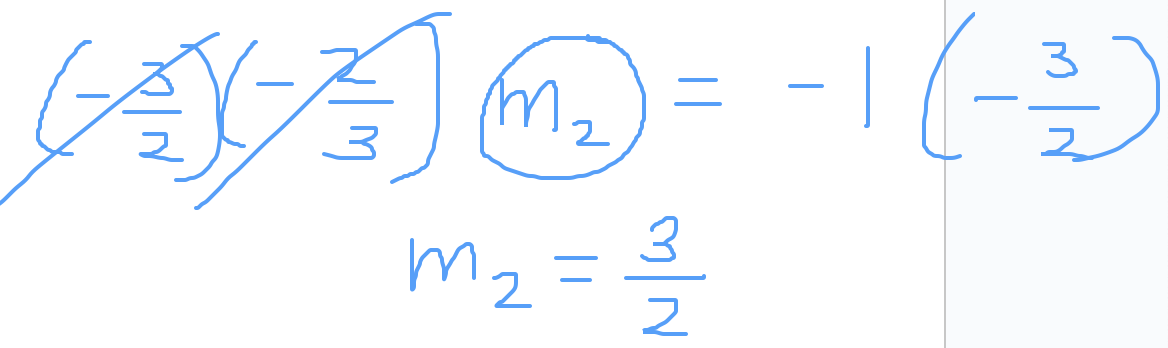 (-3/2)(-2/3) m₂ = -1 (-3/2)
m₂ = 3/2